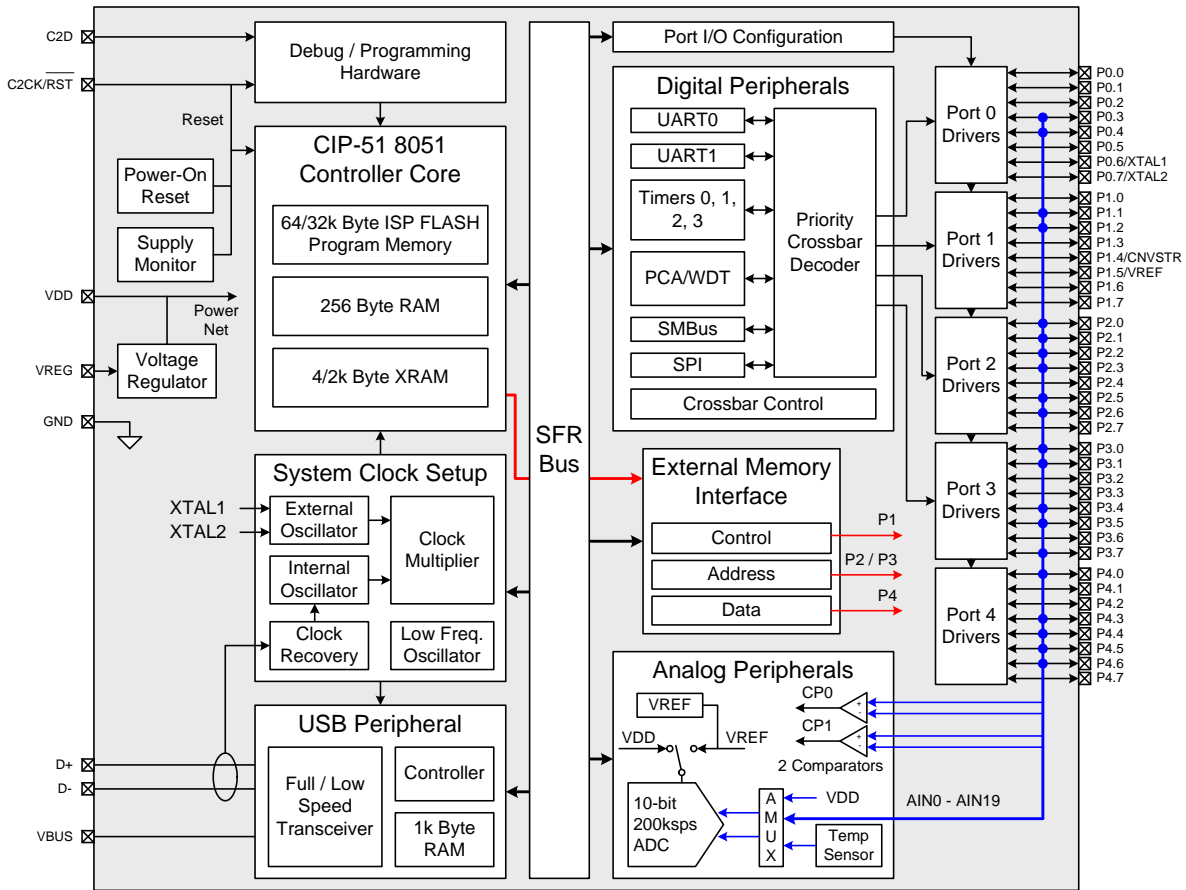 C2D
C2CK/RST
VDD
VREG
GND
D+
D-
VBUS
Debug / Programming
Hardware
Reset
Power-On
Reset
Supply
Monitor
Power
Net
Voltage
Regulator
CIP-51 8051
Controller Core
64/32k Byte ISP FLASH
Program Memory
256 Byte RAM
4/2k Byte XRAM
System Clock Setup
XTAL1
XTAL2
External
Oscillator
Internal
Oscillator
Clock
Recovery
Clock
Multiplier
Low Freq.
Oscillator
USB Peripheral
Full / Low
Speed
Transceiver
Controller
1k Byte
RAM
SFR
Bus
Port I/O Configuration
Digital Peripherals
UART0
UART1
Timers 0, 1,
2, 3
PCA/WDT
SMBus
SPI
Priority
Crossbar
Decoder
Crossbar Control
External Memory
Interface
Control
Address
Data
P1
P2 / P3
P4
Analog Peripherals
VREF
VDD
VREF
CP0
+
-
CP1
+
-
2 Comparators
10-bit
200ksps
ADC
A
M
U
X
VDD
Temp
Sensor
AIN0 - AIN19
Port 0
Drivers
Port 1
Drivers
Port 2
Drivers
Port 3
Drivers
Port 4
Drivers
P0.0
P0.1
P0.2
P0.3
P0.4
P0.5
P0.6/XTAL1
P0.7/XTAL2
P1.0
P1.1
P1.2
P1.3
P1.4/CNVSTR
P1.5/VREF
P1.6
P1.7
P2.0
P2.1
P2.2
P2.3
P2.4
P2.5
P2.6
P2.7
P3.0
P3.1
P3.2
P3.3
P3.4
P3.5
P3.6
P3.7
P4.0
P4.1
P4.2
P4.3
P4.4
P4.5
P4.6
P4.7